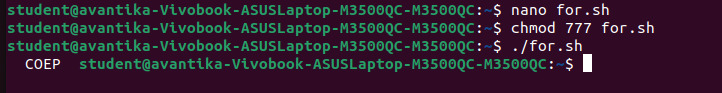 student@avantika-Vivobook-ASUSLaptop-M3500QC-M3500QC:~$ nano for.sh
student@avantika-Vivobook-ASUSLaptop-M3500QC-M3500QC:~$ chmod 777 for.sh
student@avantika-Vivobook-ASUSLaptop-M3500QC-M3500QC:~$ ./for.sh
  COEP  student@avantika-Vivobook-ASUSLaptop-M3500QC-M3500QC:~$